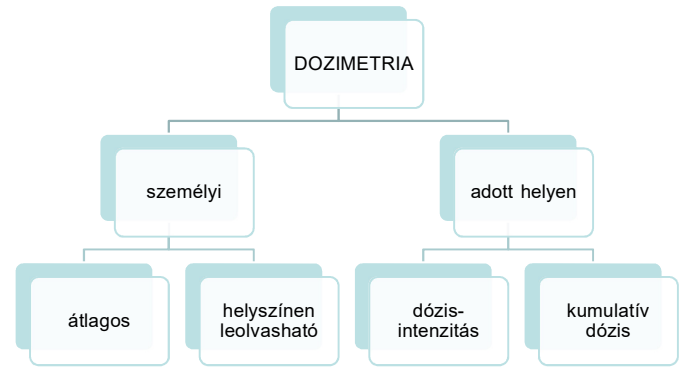 DOZIMETRIA
személyi
adott helyen
átlagos
helyszínen
leolvasható
dózis-
intenzitás
kumulatív
dózis